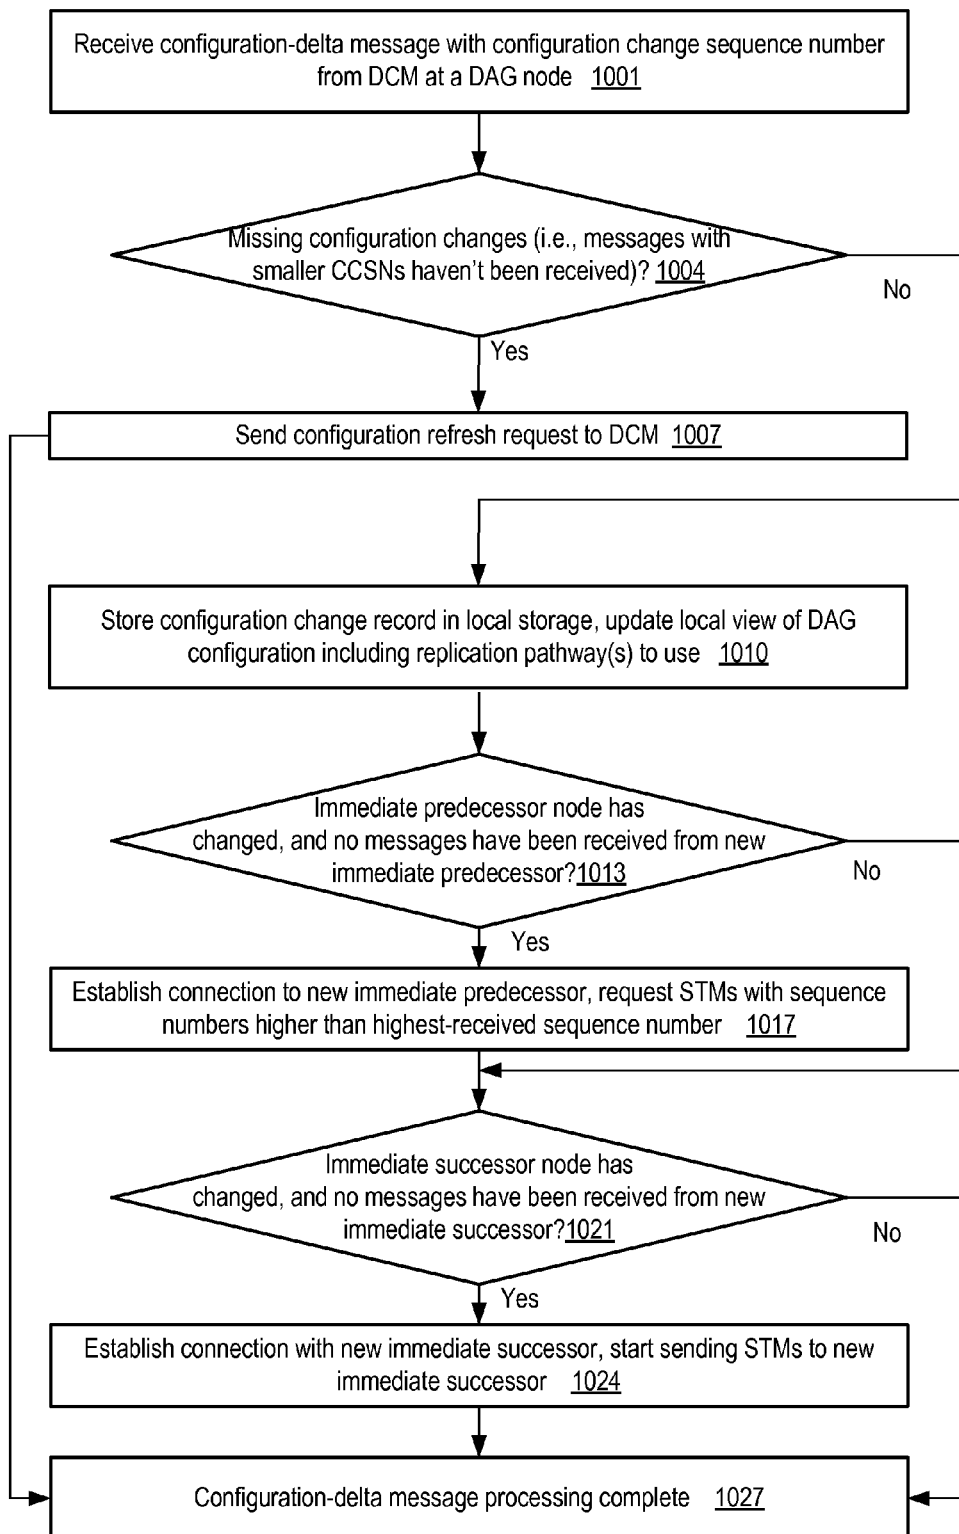 Receive configuration-delta message with configuration change sequence number
from DCM at a DAG node 1001
Missing configuration changes (i.e., messages with
smaller CCSNs haven't been received)? 1004
No
Yes
Send configuration refresh request to DCM 1007
Store configuration change record in local storage, update local view of DAG
configuration including replication pathway(s) to use 1010
Immediate predecessor node has
changed, and no messages have been received from new
immediate predecessor?1013
No
Yes
Establish connection to new immediate predecessor, request STMs with sequence
numbers higher than highest-received sequence number 1017
Immediate successor node has
changed, and no messages have been received from new
immediate successor?1021
No
Yes
Establish connection with new immediate successor, start sending STMs to new
immediate successor 1024
Configuration-delta message processing complete 1027